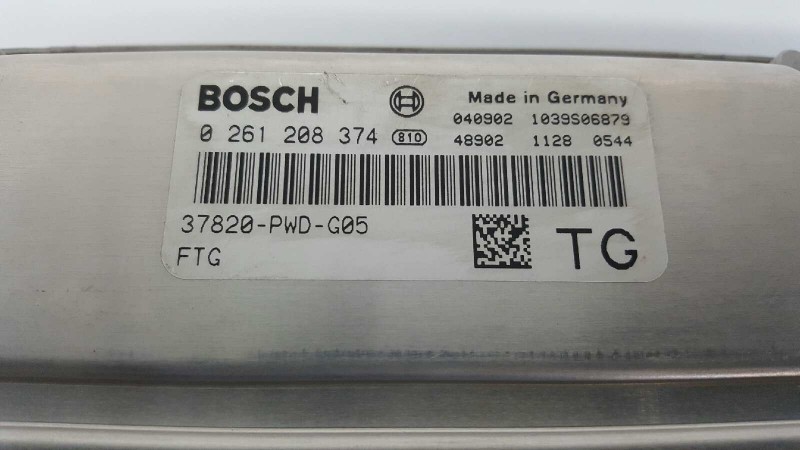 BOSCH
Made in Germany
040902 1039S06879
0 261 208 374 810
48902 1128 0544
37820-PWD-G05
FTG
TG